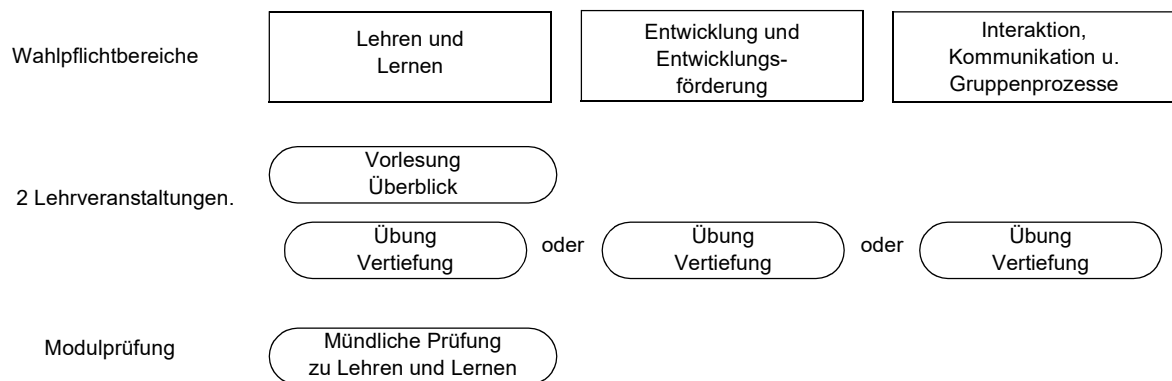 Wahlpflichtbereiche
Lehren und
Lernen
Entwicklung und
Entwicklungs-
förderung
Interaktion,
Kommunikation u.
Gruppenprozesse
2 Lehrveranstaltungen.
Vorlesung
Überblick
Übung
Vertiefung
oder
Übung
Vertiefung
oder
Übung
Vertiefung
Modulprüfung
Mündliche Prüfung
zu Lehren und Lernen